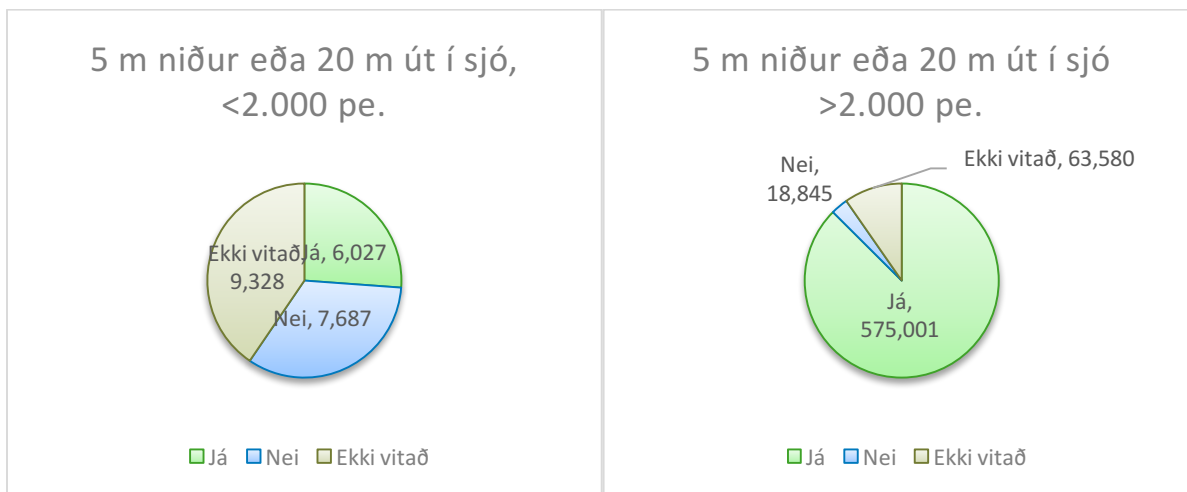 5 m niður eða 20 m út í sjó,
<2.000 pe.
Ekki vitað,
9,328
Já, 6,027
Nei, 7,687
Já Nei Ekki vitað
5 m niður eða 20 m út í sjó
>2.000 pe.
Nei,
18,845
Ekki vitað, 63,580
Já,
575,001
Já Nei Ekki vitað